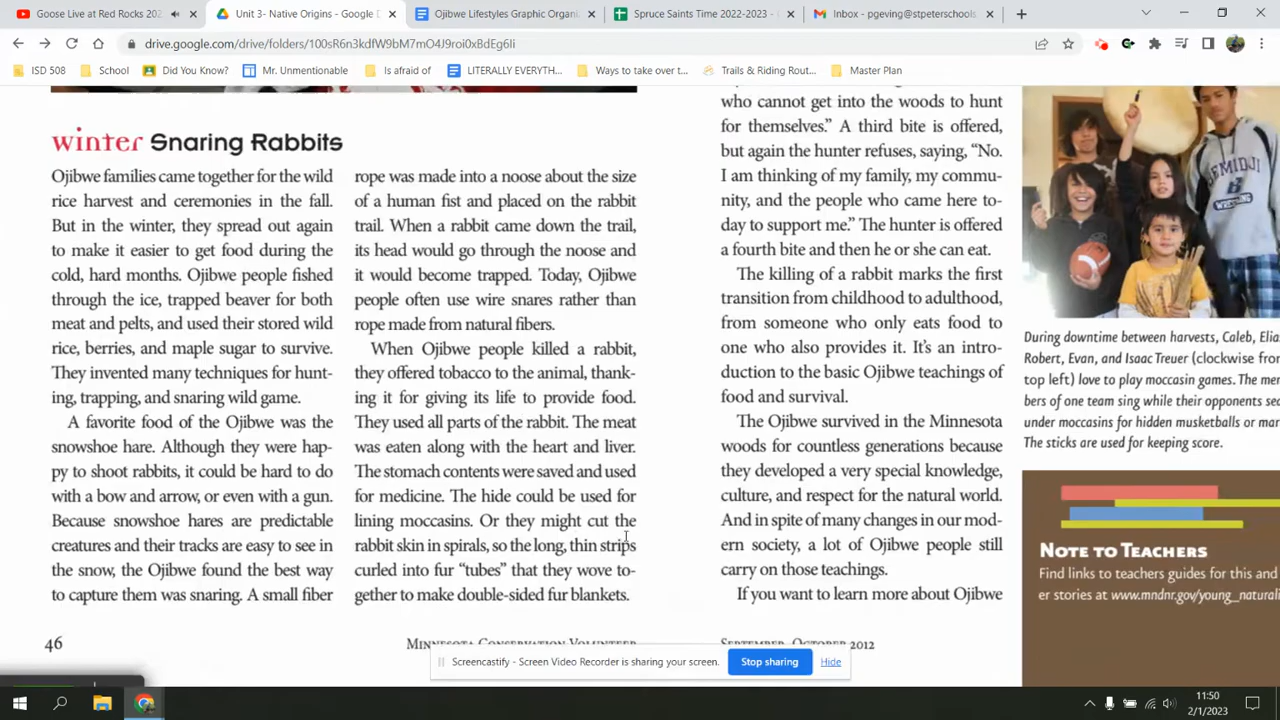 Goose Live at Red Rocks 202
Unit 3- Native Origins - Google D
Ojibwe Lifestyles Graphic Organi
Spruce Saints Time 2022-2023 -
Inbox - pgeving@stpeterschools.
drive.google.com/drive/folders/100sR6n3kdfW9bM7mO4J9roi0xBdEg6li
ISD 508
School
Did You Know?
Mr. Unmentionable
Is afraid of
LITERALLY EVERYTH...
Ways to take over t...
Trails & Riding Rout...
Master Plan
winter Snaring Rabbits
Ojibwe families came together for the wild
rice harvest and ceremonies in the fall.
But in the winter, they spread out again
to make it easier to get food during the
cold, hard months. Ojibwe people fished
through the ice, trapped beaver for both
meat and pelts, and used their stored wild
rice, berries, and maple sugar to survive.
They invented many techniques for hunt-
ing, trapping, and snaring wild game.
A favorite food of the Ojibwe was the
snowshoe hare. Although they were hap-
py to shoot rabbits, it could be hard to do
with a bow and arrow, or even with a gun.
Because snowshoe hares are predictable
creatures and their tracks are easy to see in
the snow, the Ojibwe found the best way
to capture them was snaring. A small fiber
rope was made into a noose about the size
of a human fist and placed on the rabbit
trail. When a rabbit came down the trail,
its head would go through the noose and
it would become trapped. Today, Ojibwe
people often use wire snares rather than
rope made from natural fibers.
When Ojibwe people killed a rabbit,
they offered tobacco to the animal, thank-
ing it for giving its life to provide food.
They used all parts of the rabbit. The meat
was eaten along with the heart and liver.
The stomach contents were saved and used
for medicine. The hide could be used for
lining moccasins. Or they might cut the
rabbit skin in spirals, so the long, thin strips
curled into fur “tubes” that they wove to-
gether to make double-sided fur blankets.
who cannot get into the woods to hunt
for themselves.” A third bite is offered,
but again the hunter refuses, saying, “No.
I am thinking of my family, my commu-
nity, and the people who came here to-
day to support me.” The hunter is offered
a fourth bite and then he or she can eat.
The killing of a rabbit marks the first
transition from childhood to adulthood,
from someone who only eats food to
one who also provides it. It’s an intro-
duction to the basic Ojibwe teachings of
food and survival.
The Ojibwe survived in the Minnesota
woods for countless generations because
they developed a very special knowledge,
culture, and respect for the natural world.
And in spite of many changes in our mod-
ern society, a lot of Ojibwe people still
carry on those teachings.
If you want to learn more about Ojibwe
BEMIDJI
During downtime between harvests, Caleb, Elia
Robert, Evan, and Isaac Treuer (clockwise from
top left) love to play moccasin games. The mem
bers of one team sing while their opponents sea
under moccasins for hidden musketballs or mar
The sticks are used for keeping score.
Note to Teachers
Find links to teachers guides for this and
er stories at www.mndnr.gov/young_naturali
46
Minnesota Conservation Volunteer
September–October 2012
Screencastify - Screen Video Recorder is sharing your screen.
Stop sharing
Hide
11:50
2/1/2023